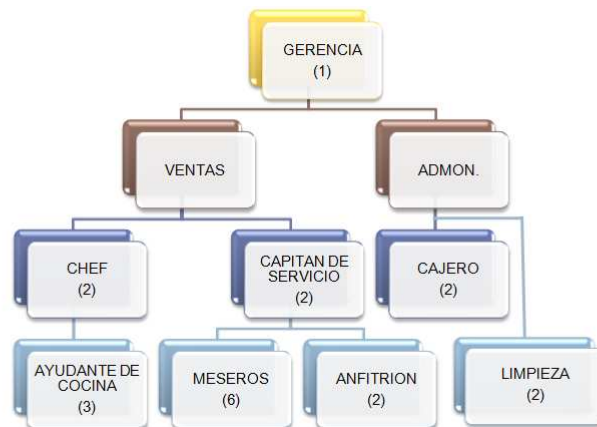 GERENCIA
(1)
VENTAS
ADMON.
CHEF
(2)
CAPITAN DE
SERVICIO
(2)
CAJERO
(2)
AYUDANTE DE
COCINA
(3)
MESEROS
(6)
ANFITRION
(2)
LIMPIEZA
(2)